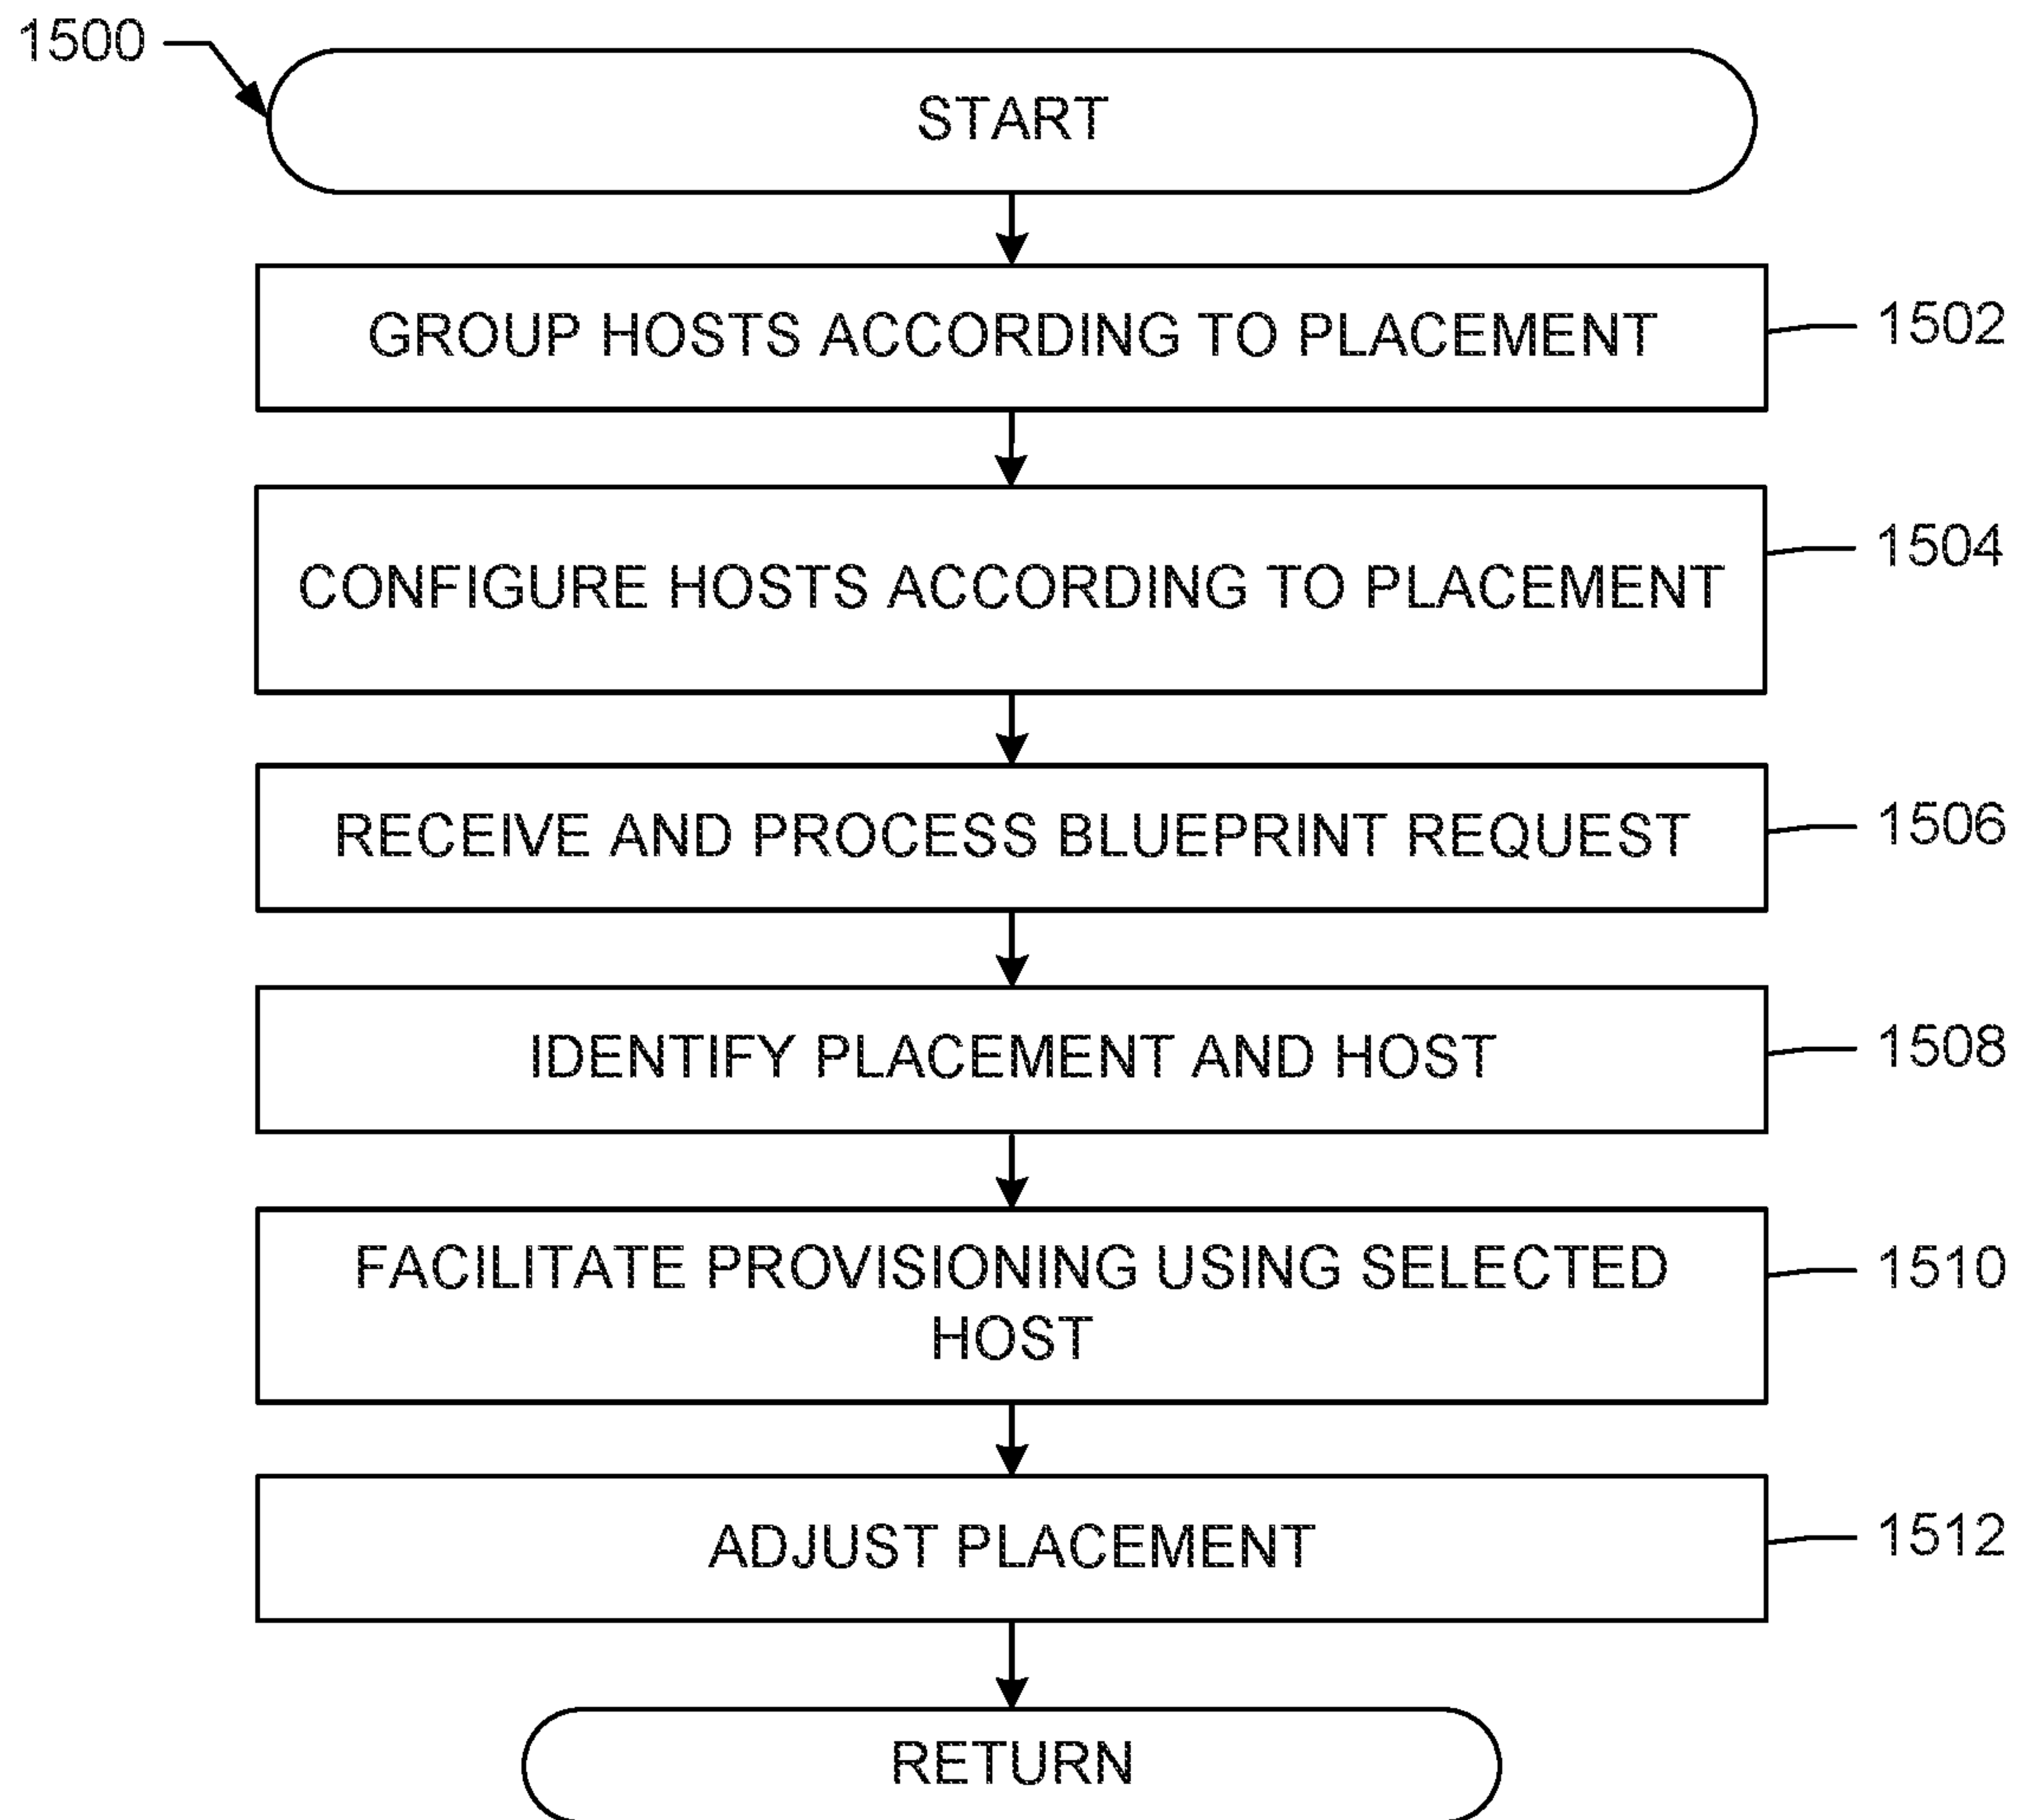 1500
START
GROUP HOSTS ACCORDING TO PLACEMENT
1502
CONFIGURE HOSTS ACCORDING TO PLACEMENT
1504
RECEIVE AND PROCESS BLUEPRINT REQUEST
1506
IDENTIFY PLACEMENT AND HOST
1508
FACILITATE PROVISIONING USING SELECTED
HOST
1510
ADJUST PLACEMENT
1512
RETURN